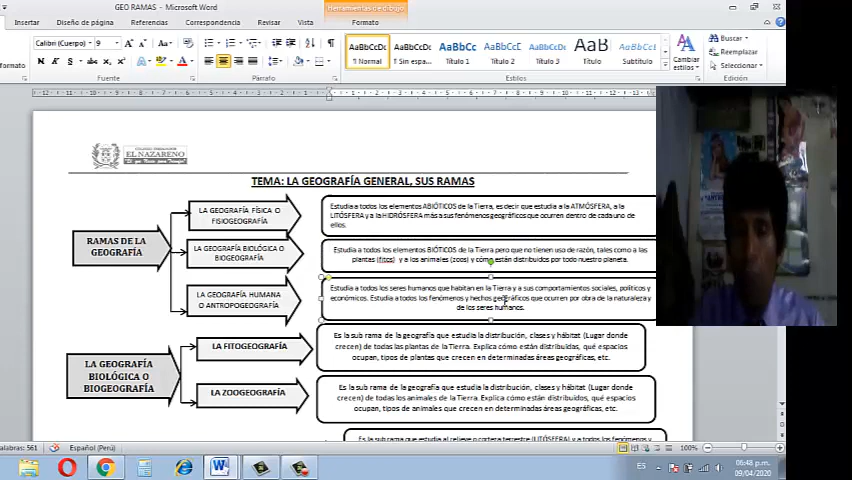 GEO RAMAS - Microsoft Word
Herramientas de dibujo
Insertar Diseño de página Referencias Correspondencia Revisar Vista Formato
Calibri (Cuerpo) 9
AaBbCcDc AaBbCcDc AaBbCc AaBbCc AaBbCcI AaB AaBbCcL
¶ Normal ¶ Sin espa... Título 1 Título 2 Título 3 Título Subtítulo
Cambiar estilos
Buscar
Reemplazar
Seleccionar
formato
Fuente Párrafo Estilos Edición
EL NAZARENO
TEMA: LA GEOGRAFÍA GENERAL, SUS RAMAS
RAMAS DE LA
GEOGRAFÍA
LA GEOGRAFÍA FÍSICA O
FISIOGEOGRAFÍA
Estudia a todos los elementos ABIÓTICOS de la Tierra, es decir que estudia a la ATMÓSFERA, a la
LITÓSFERA y a la HIDRÓSFERA más a sus fenómenos geográficos que ocurren dentro de cada uno de
ellos.
LA GEOGRAFÍA BIOLÓGICA O
BIOGEOGRAFÍA
Estudia a todos los elementos BIÓTICOS de la Tierra pero que no tienen uso de razón, tales como a las
plantas (fitos) y a los animales (zoos) y cómo están distribuidos por todo nuestro planeta.
LA GEOGRAFÍA HUMANA
O ANTROPOGEOGRAFÍA
Estudia a todos los seres humanos que habitan en la Tierra y a sus comportamientos sociales, políticos y
económicos. Estudia a todos los fenómenos y hechos geográficos que ocurren por obra de la naturaleza y
de los seres humanos.
LA GEOGRAFÍA
BIOLÓGICA O
BIOGEOGRAFÍA
LA FITOGEOGRAFÍA
Es la sub rama de la geografía que estudia la distribución, clases y hábitat (Lugar donde
crecen) de todas las plantas de la Tierra. Explica cómo están distribuidos, qué espacios
ocupan, tipos de plantas que crecen en determinadas áreas geográficas, etc.
LA ZOOGEOGRAFÍA
Es la sub rama de la geografía que estudia la distribución, clases y hábitat (Lugar donde
crecen) de todas los animales de la Tierra. Explica cómo están distribuidos, qué espacios
ocupan, tipos de animales que crecen en determinadas áreas geográficas, etc.
Es la sub rama que estudia al relieve o corteza terrestre (LITÓSFERA) y a todos los fenómenos y
alabras: 561 Español (Perú) 100%
ES
06:48 p.m.
09/04/2020